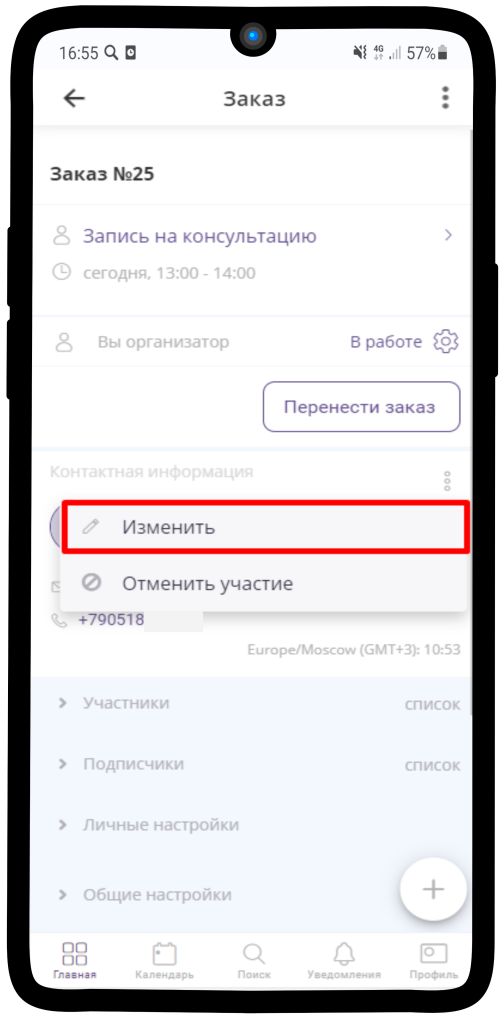 16:55 4G 57%
Заказ
Заказ №25
Запись на консультацию
сегодня, 13:00 - 14:00
Вы организатор В работе
Перенести заказ
Контактная информация
Изменить
Отменить участие
+790518
Europe/Moscow (GMT+3): 10:53
Участники список
Подписчики список
Личные настройки
Общие настройки
Главная Календарь Поиск Уведомления Профиль